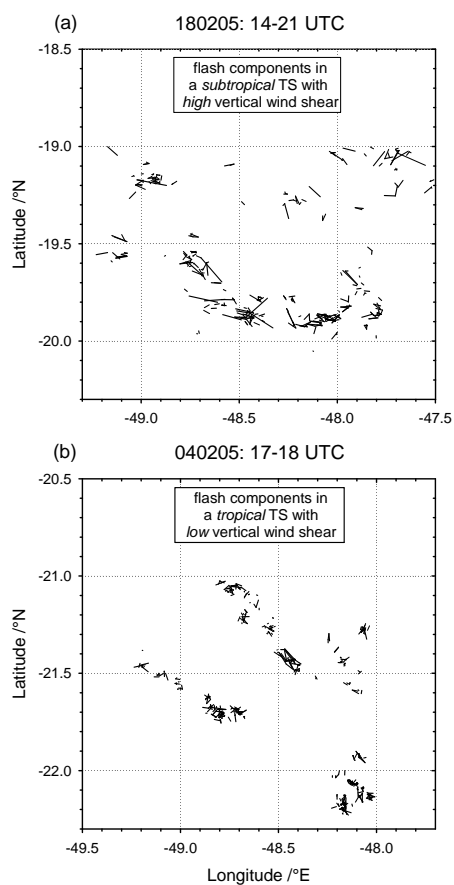 (a)
180205: 14-21 UTC
flash components in
a subtropical TS with
high vertical wind shear
Latitude /°N
-18.5
-19.0
-19.5
-20.0
-49.0 -48.5 -48.0 -47.5
(b)
040205: 17-18 UTC
flash components in
a tropical TS with
low vertical wind shear
Latitude /°N
-20.5
-21.0
-21.5
-22.0
-49.5 -49.0 -48.5 -48.0
Longitude /°E